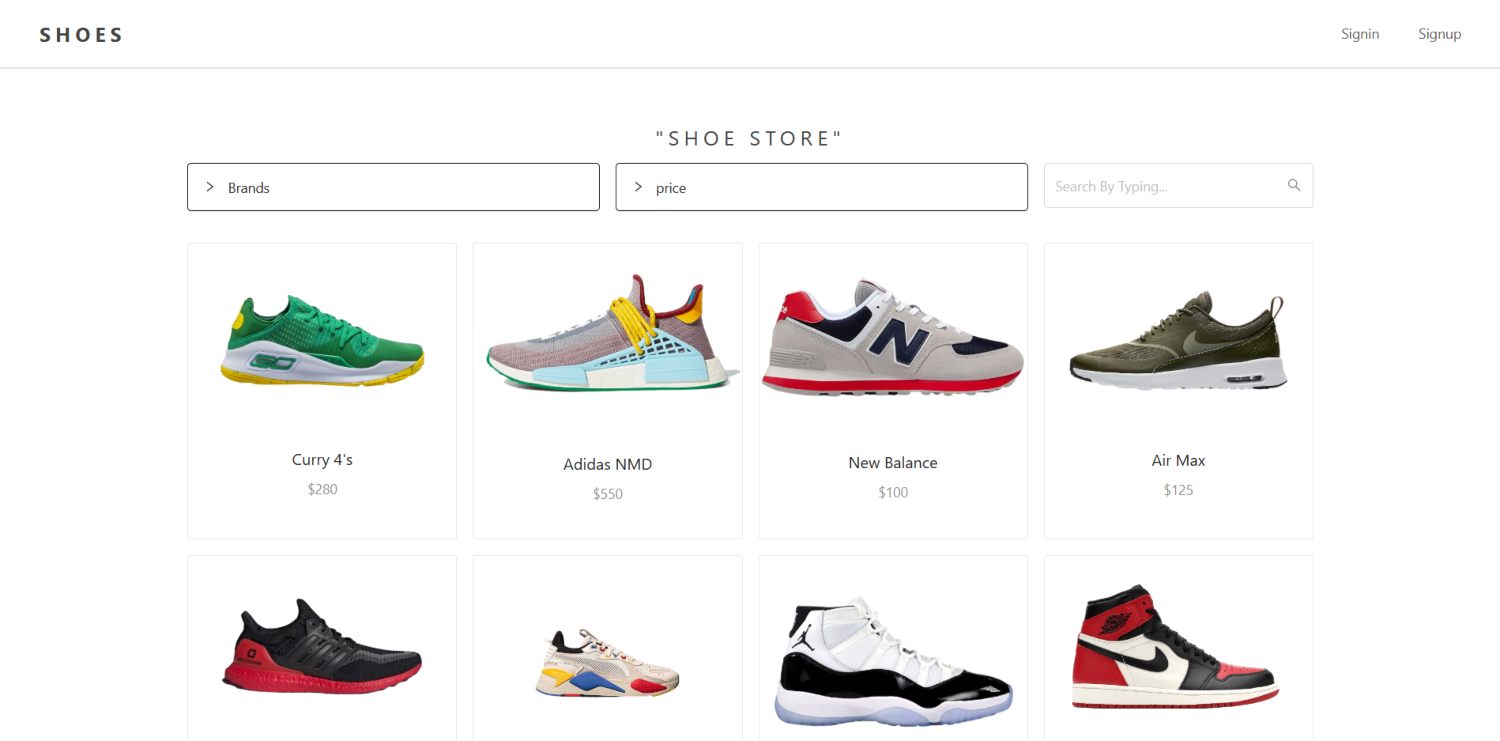 SHOES
Signin
Signup
"SHOE STORE"
Brands
price
Search By Typing...
N
Curry 4's
$280
Adidas NMD
$550
New Balance
$100
Air Max
$125